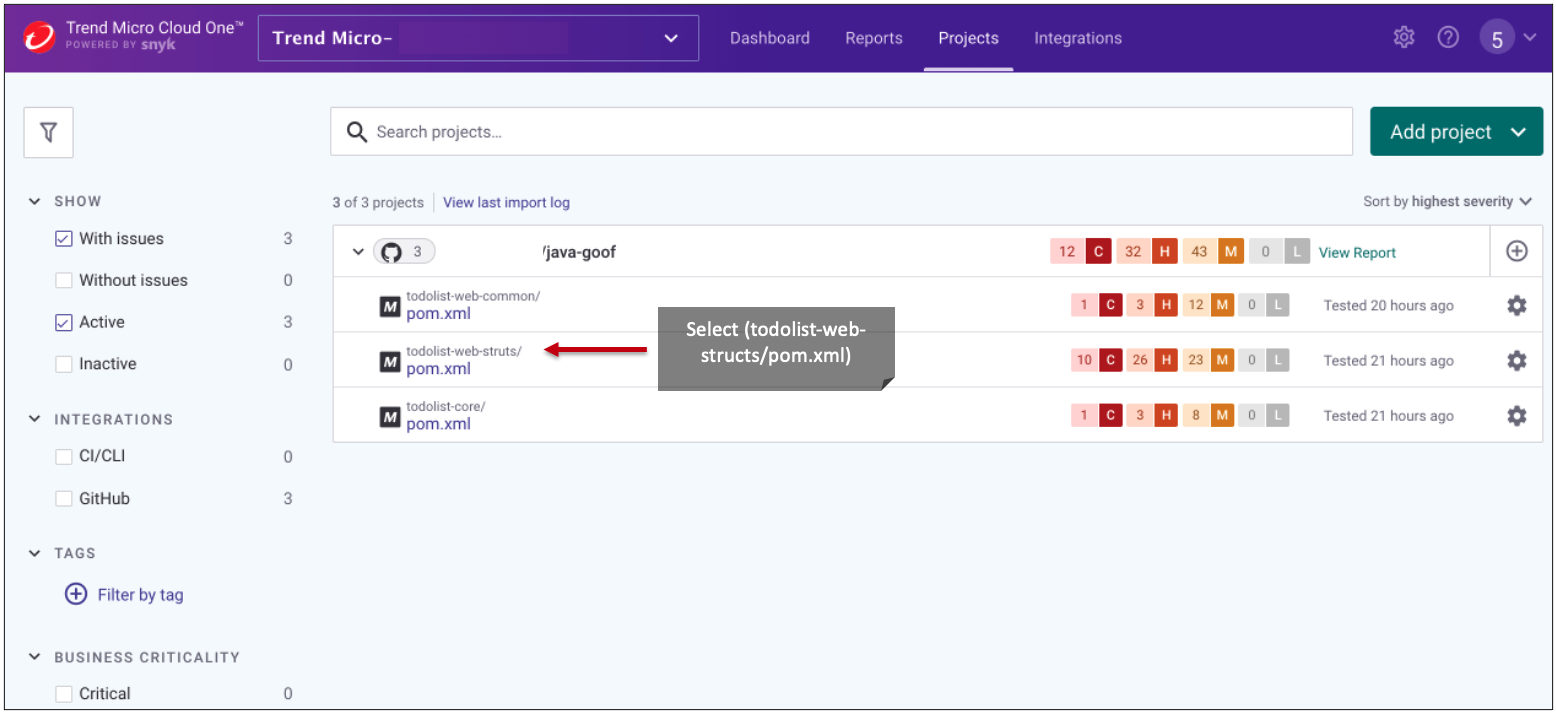 Trend Micro Cloud One™
POWERED BY snyk
Trend Micro-
Dashboard
Reports
Projects
Integrations
5
Search projects...
Add project
SHOW
With issues 3
Without issues 0
Active 3
Inactive 0
INTEGRATIONS
CI/CLI 0
GitHub 3
TAGS
Filter by tag
BUSINESS CRITICALITY
Critical 0
3 of 3 projects
View last import log
Sort by highest severity
3 /java-goof 12 C 32 H 43 M 0 L View Report
todolist-web-common/
M pom.xml 1 C 3 H 12 M 0 L Tested 20 hours ago
todolist-web-struts/
M pom.xml 10 C 26 H 23 M 0 L Tested 21 hours ago
todolist-core/
M pom.xml 1 C 3 H 8 M 0 L Tested 21 hours ago
Select (todolist-web-
structs/pom.xml)